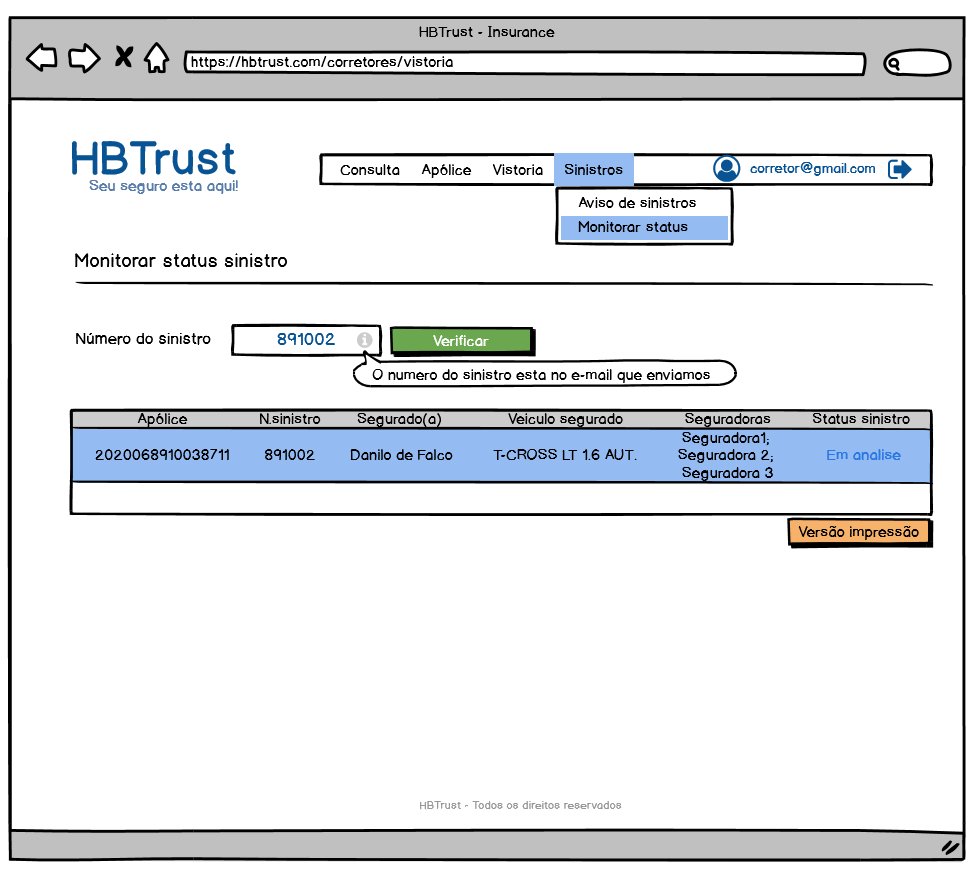 HBTrust - Insurance
https://hbtrust.com/corretores/vistoria
HBTrust
Seu seguro esta aqui!
Consulta Apólice Vistoria Sinistros corretor@gmail.com
Aviso de sinistros
Monitorar status
Monitorar status sinistro
Número do sinistro 891002 i Verificar
O numero do sinistro esta no e-mail que enviamos
Apólice N.sinistro Segurado(a) Veiculo segurado Seguradoras Status sinistro
2020068910038711 891002 Danilo de Falco T-CROSS LT 1.6 AUT. Seguradora1; Em analise
Seguradora 2;
Seguradora 3
Versão impressão
HBTrust - Todos os direitos reservados